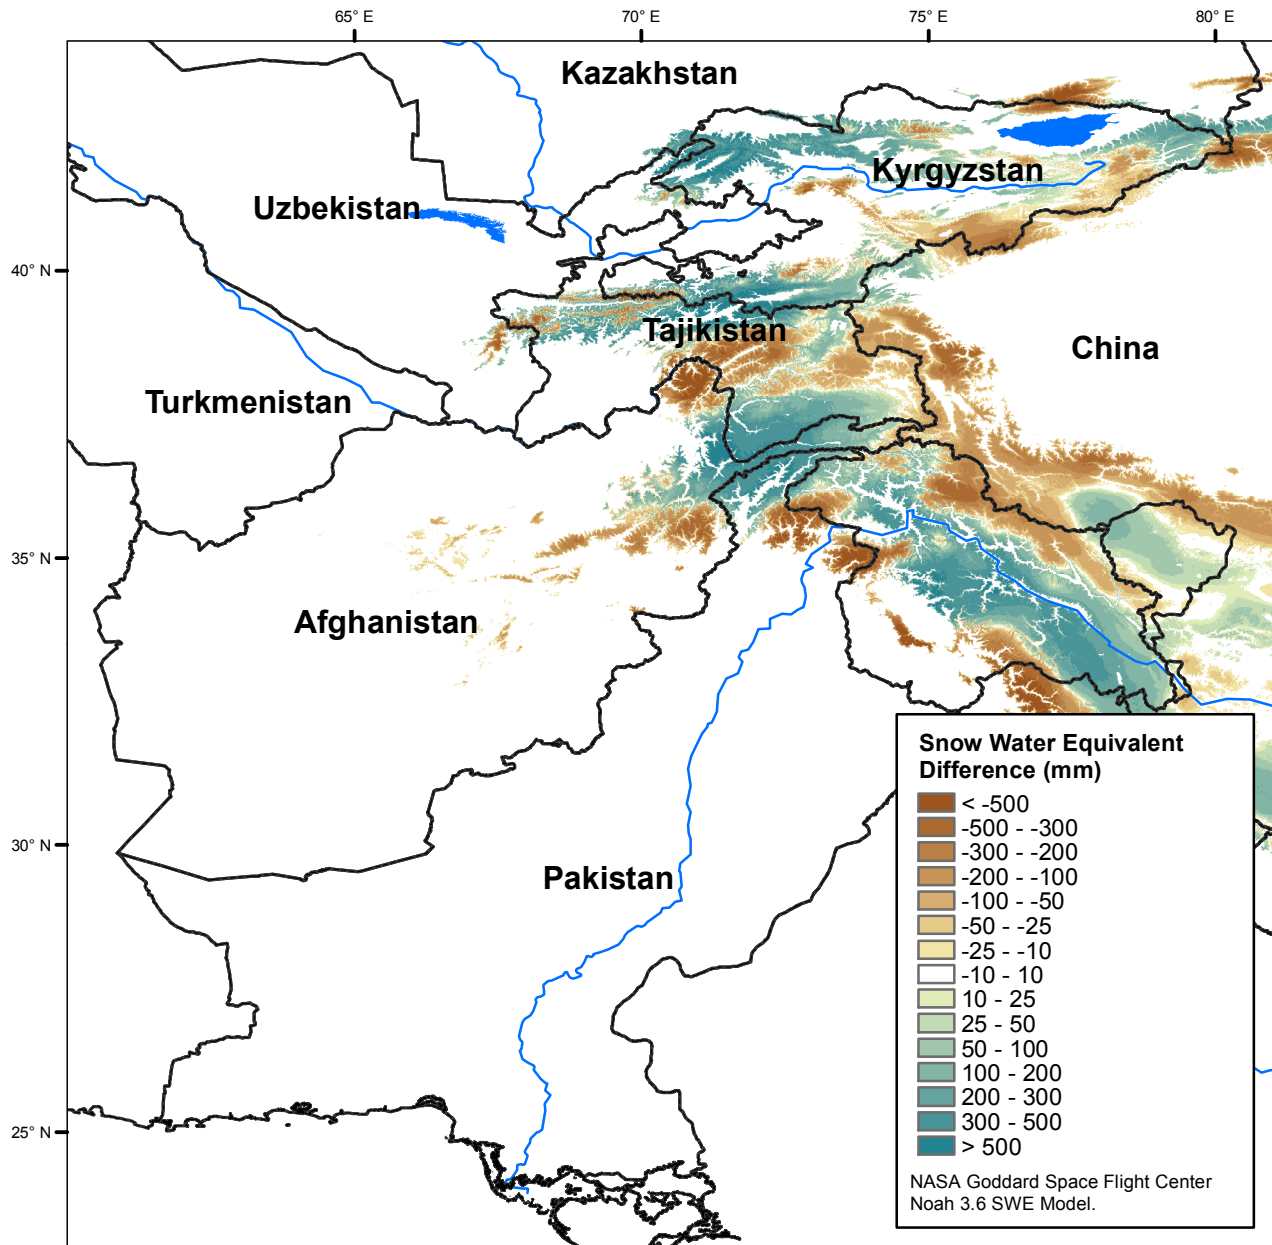 65° E
70° E
75° E
80° E
Kazakhstan
Kyrgyzstan
Uzbekistan
40° N
Tajikistan
China
Turkmenistan
35° N
Afghanistan
Snow Water Equivalent
Difference (mm)
< -500
-500 - -300
-300 - -200
-200 - -100
-100 - -50
-50 - -25
-25 - -10
-10 - 10
10 - 25
25 - 50
50 - 100
100 - 200
200 - 300
300 - 500
> 500
30° N
Pakistan
25° N
NASA Goddard Space Flight Center
Noah 3.6 SWE Model.